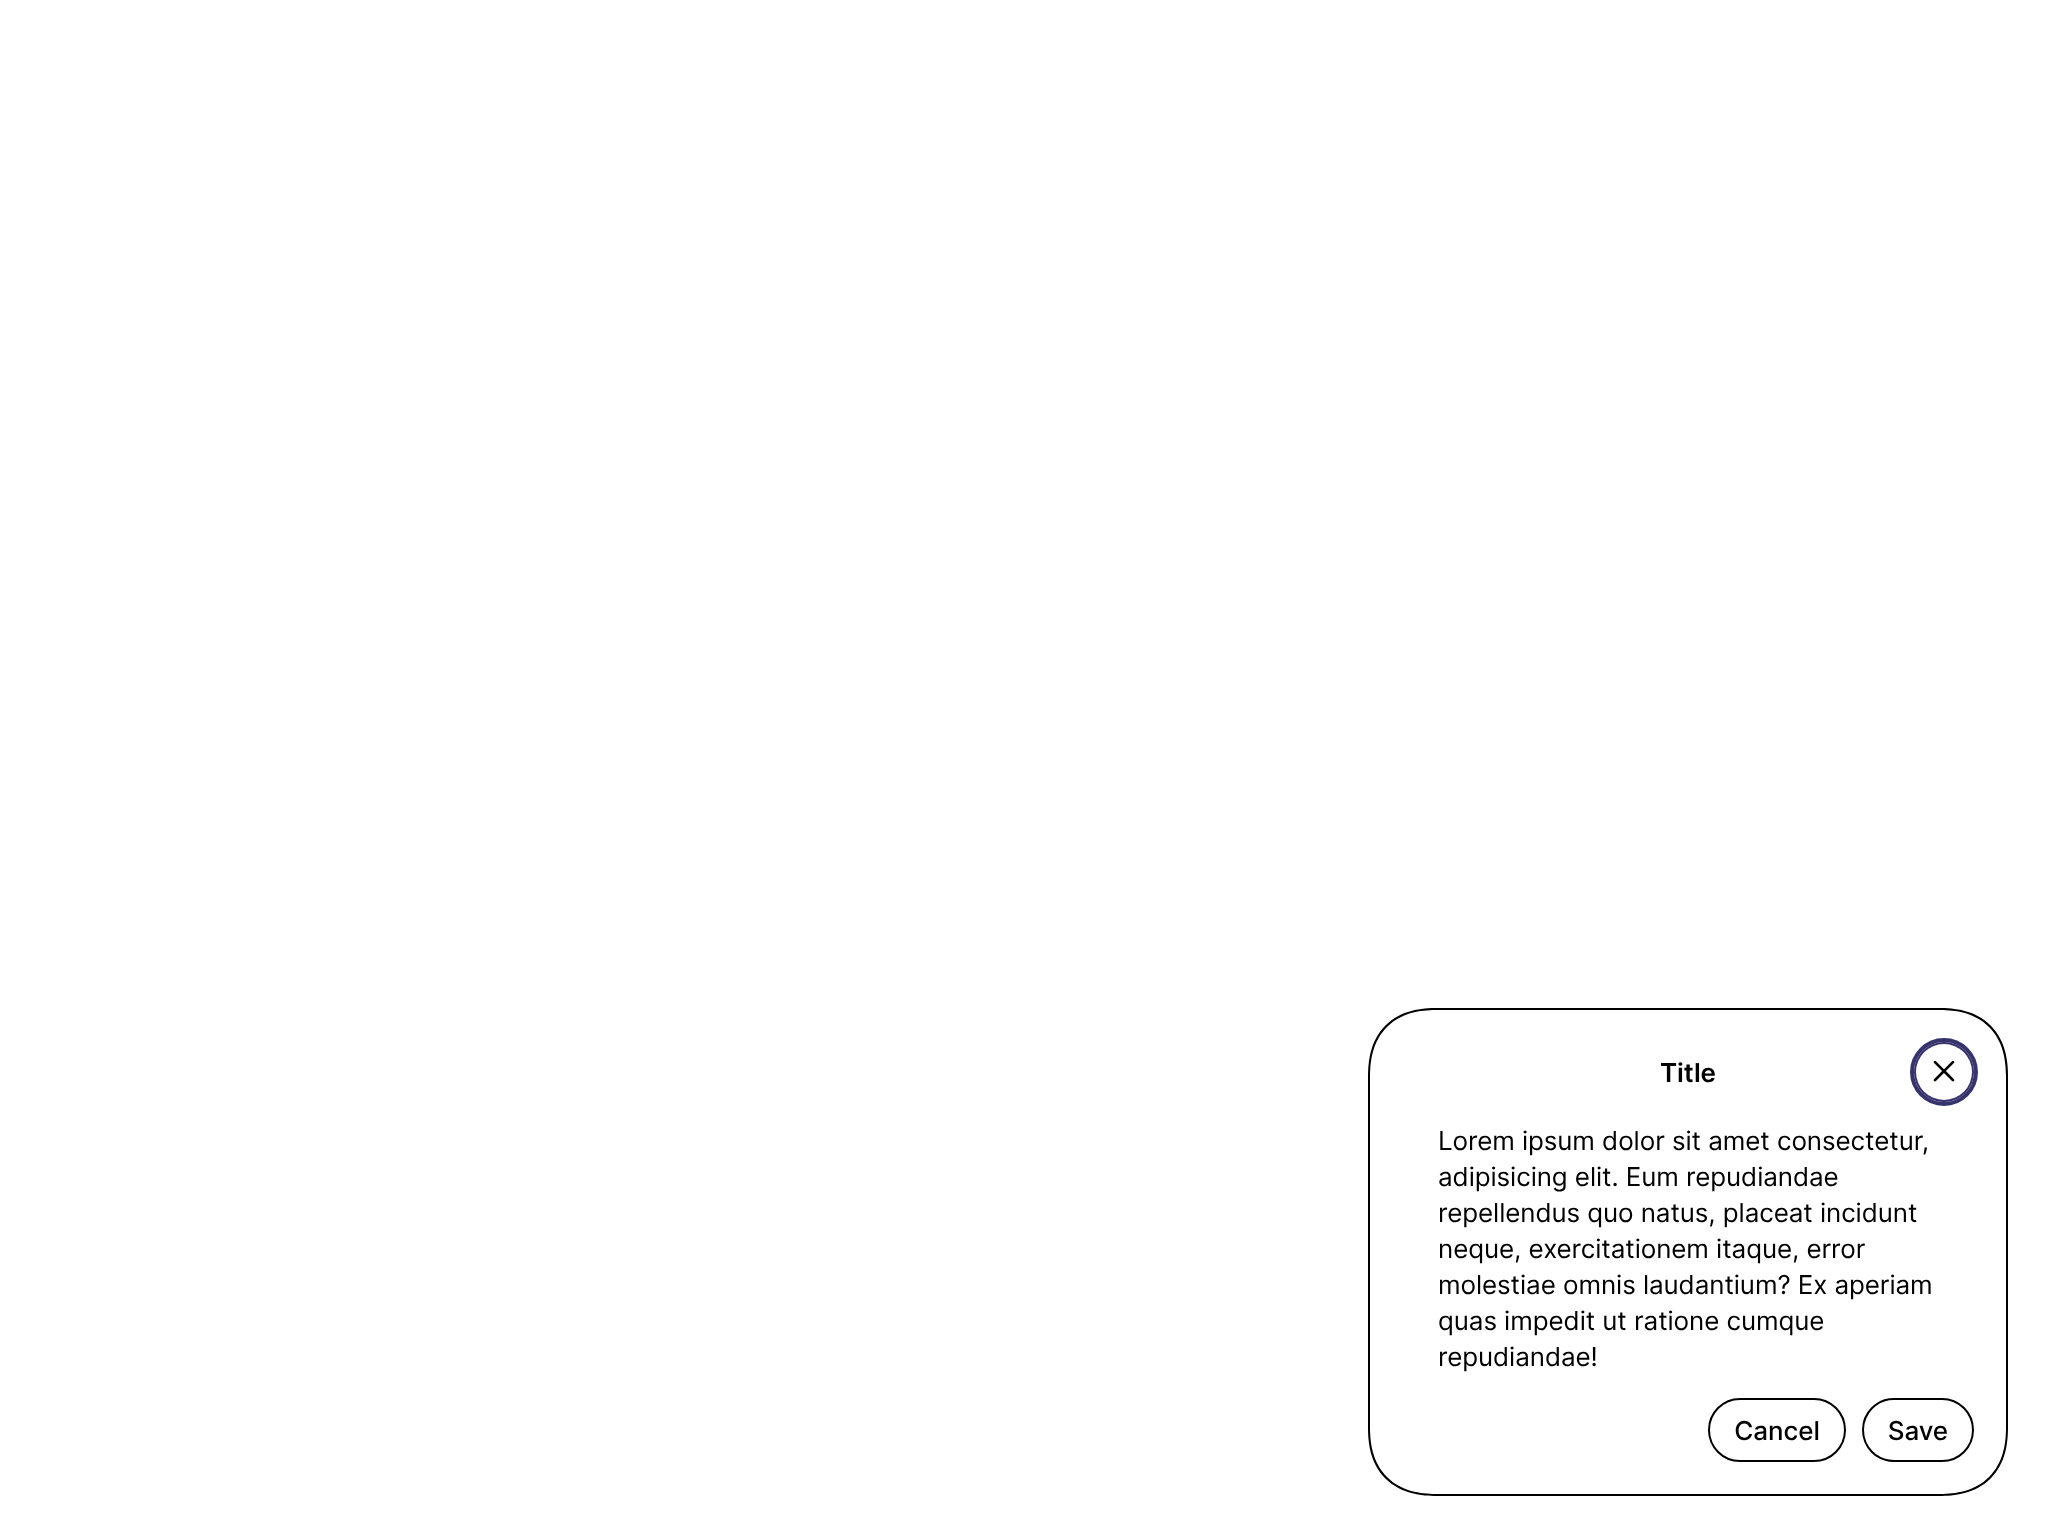 Title
Lorem ipsum dolor sit amet consectetur,
adipisicing elit. Eum repudiandae
repellendus quo natus, placeat incidunt
neque, exercitationem itaque, error
molestiae omnis laudantium? Ex aperiam
quas impedit ut ratione cumque
repudiandae!
Cancel Save